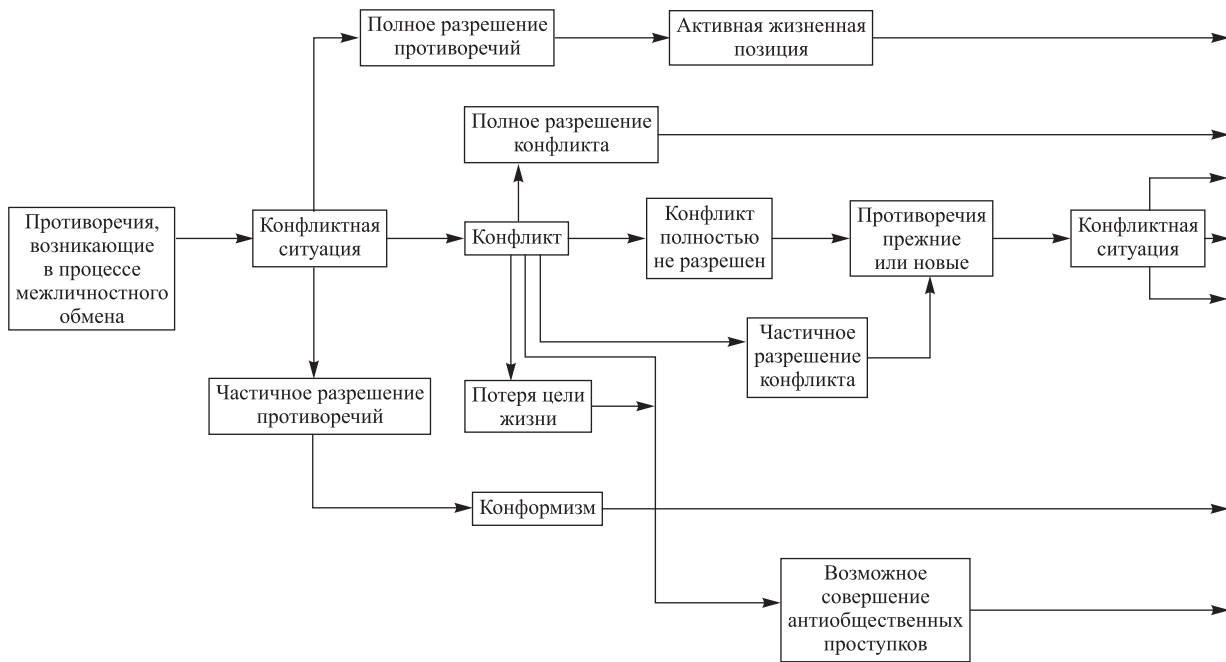 Полное разрешение
противоречий
Активная жизненная
позиция
Полное разрешение
конфликта
Противоречия,
возникающие
в процессе
межличностного
обмена
Конфликтная
ситуация
Конфликт
Конфликт
полностью
не разрешен
Противоречия
прежние
или новые
Конфликтная
ситуация
Частичное
разрешение
конфликта
Частичное разрешение
противоречий
Потеря цели
жизни
Конформизм
Возможное
совершение
антиобщественных
проступков